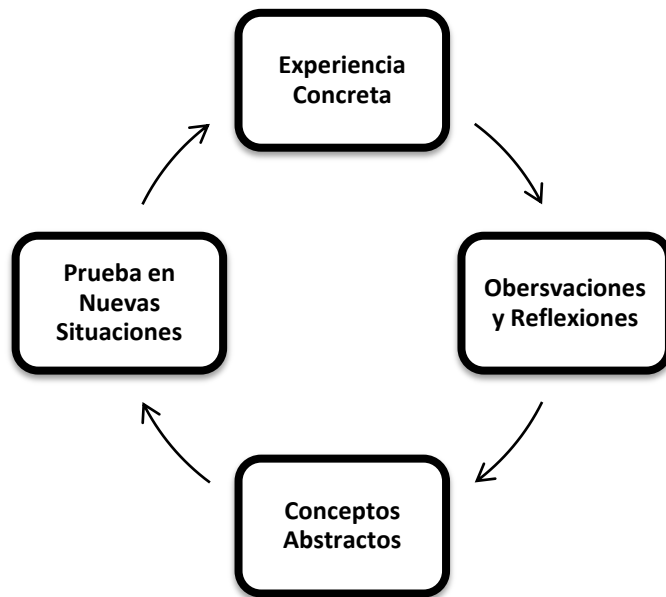 Experiencia
Concreta
Obersvaciones
y Reflexiones
Conceptos
Abstractos
Prueba en
Nuevas
Situaciones